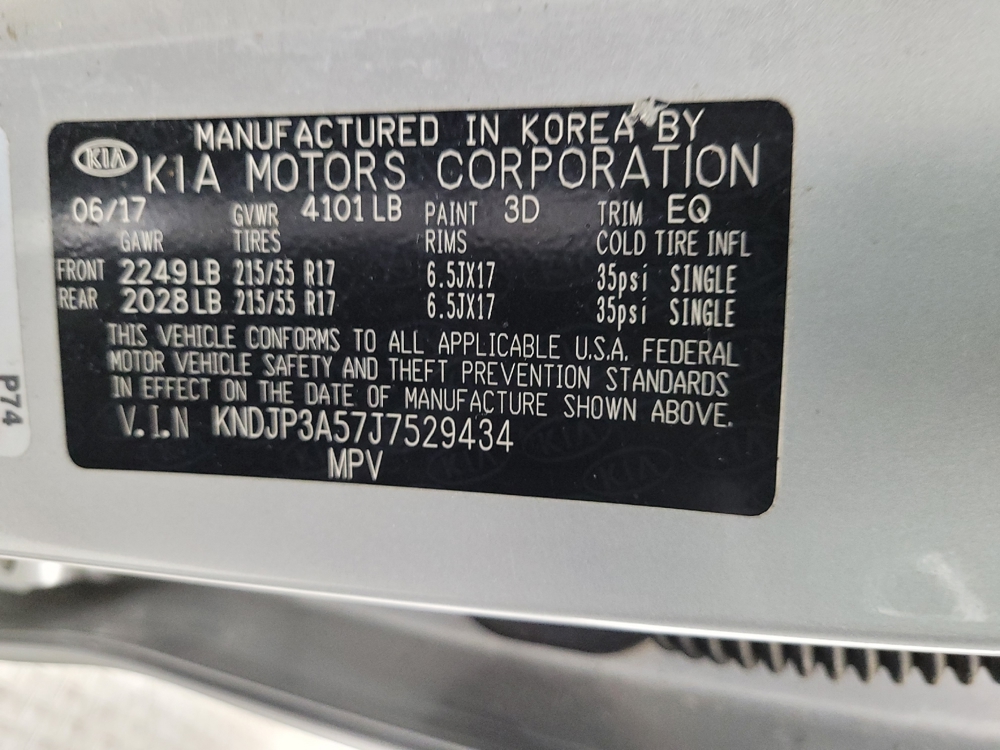 MANUFACTURED IN KOREA BY
KIA KIA MOTORS CORPORATION
06/17 GVWR 4101 LB PAINT 3D TRIM EQ
GAWR TIRES RIMS COLD TIRE INFL
FRONT 2249 LB 215/55 R17 6.5JX17 35psi SINGLE
REAR 2028 LB 215/55 R17 6.5JX17 35psi SINGLE
THIS VEHICLE CONFORMS TO ALL APPLICABLE U.S.A. FEDERAL
MOTOR VEHICLE SAFETY AND THEFT PREVENTION STANDARDS
IN EFFECT ON THE DATE OF MANUFACTURE SHOWN ABOVE.
V.I.N KNDJP3A57J7529434
MPV
P74